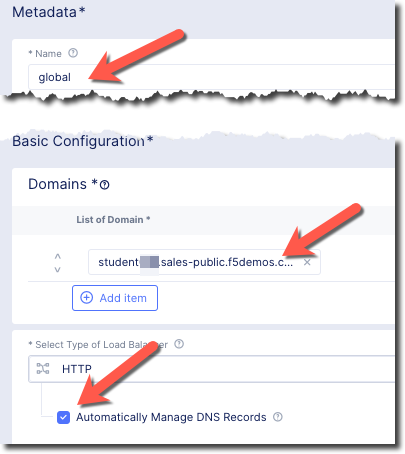 Metadata*
* Name
global
Basic Configuration*
Domains *
List of Domain *
student .sales-public.f5demos.c...
Add item
* Select Type of Load Balancer
HTTP
Automatically Manage DNS Records